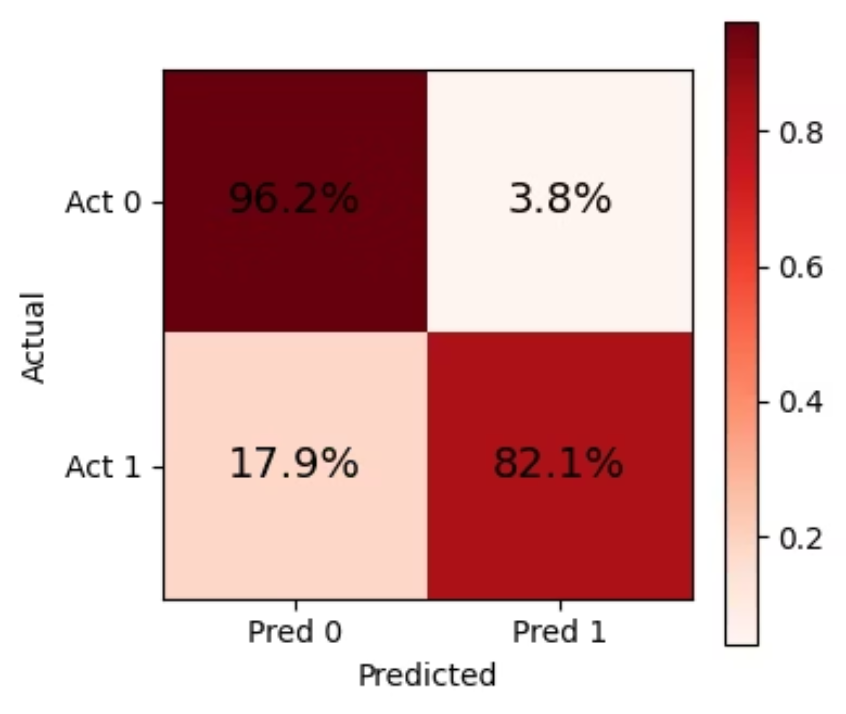 0.8
Act 0
96.2%
3.8%
0.6
Actual
0.4
Act 1
17.9%
82.1%
0.2
Pred 0
Pred 1
Predicted